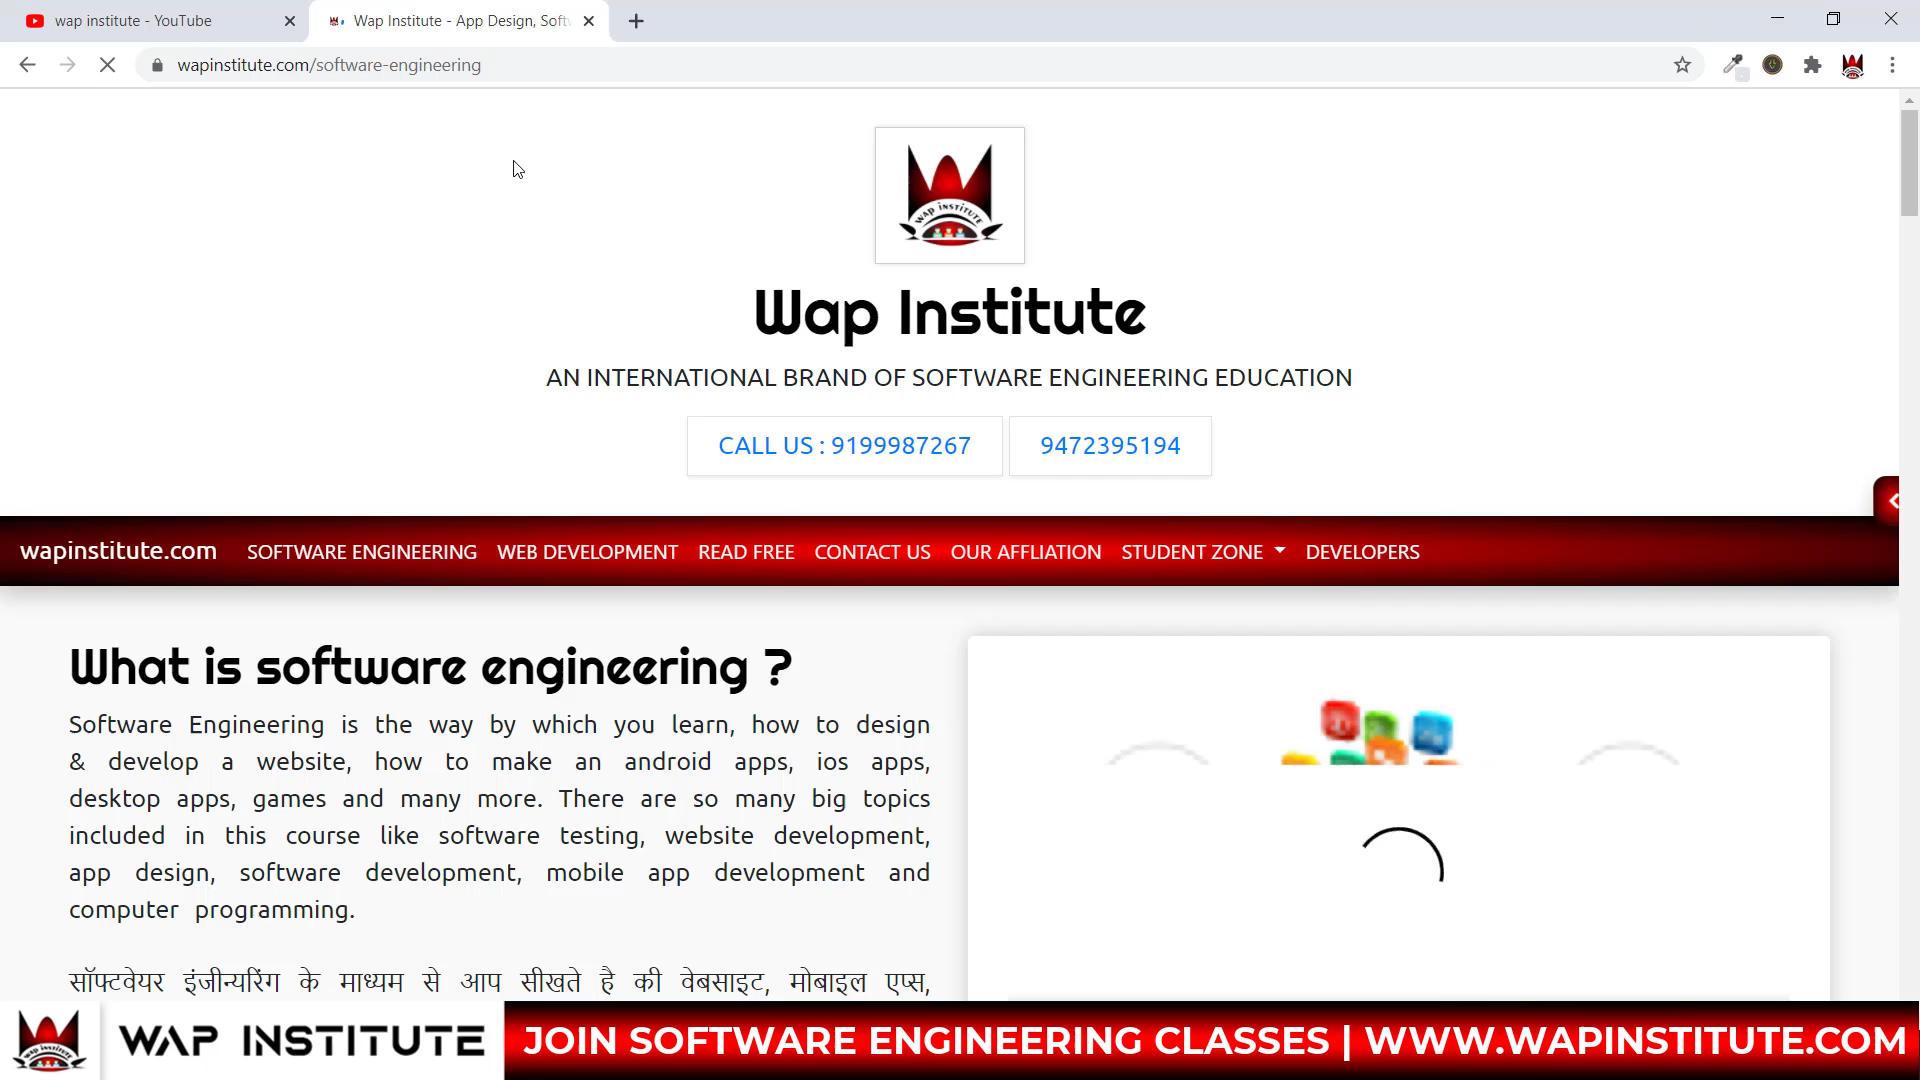 wap institute - YouTube
Wap Institute - App Design, Soft
wapinstitute.com/software-engineering
WAP INSTITUTE
Wap Institute
AN INTERNATIONAL BRAND OF SOFTWARE ENGINEERING EDUCATION
CALL US : 9199987267
9472395194
wapinstitute.com SOFTWARE ENGINEERING WEB DEVELOPMENT READ FREE CONTACT US OUR AFFLIATION STUDENT ZONE DEVELOPERS
What is software engineering ?
Software Engineering is the way by which you learn, how to design
& develop a website, how to make an android apps, ios apps,
desktop apps, games and many more. There are so many big topics
included in this course like software testing, website development,
app design, software development, mobile app development and
computer programming.
सॉफ्टवेयर इंजीन्यरिंग के माध्यम से आप सीखते है की वेबसाइट, मोबाइल एप्स,
wap institute
WAP INSTITUTE
JOIN SOFTWARE ENGINEERING CLASSES | WWW.WAPINSTITUTE.COM